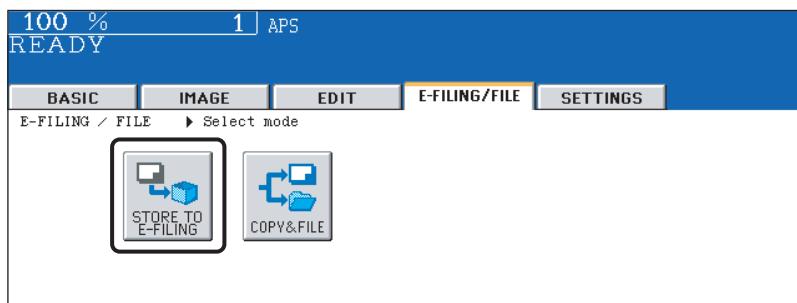 100 % 1 APS
READY
BASIC IMAGE EDIT E-FILING/FILE SETTINGS
E-FILING / FILE ▶ Select mode
STORE TO
E-FILING
COPY&FILE